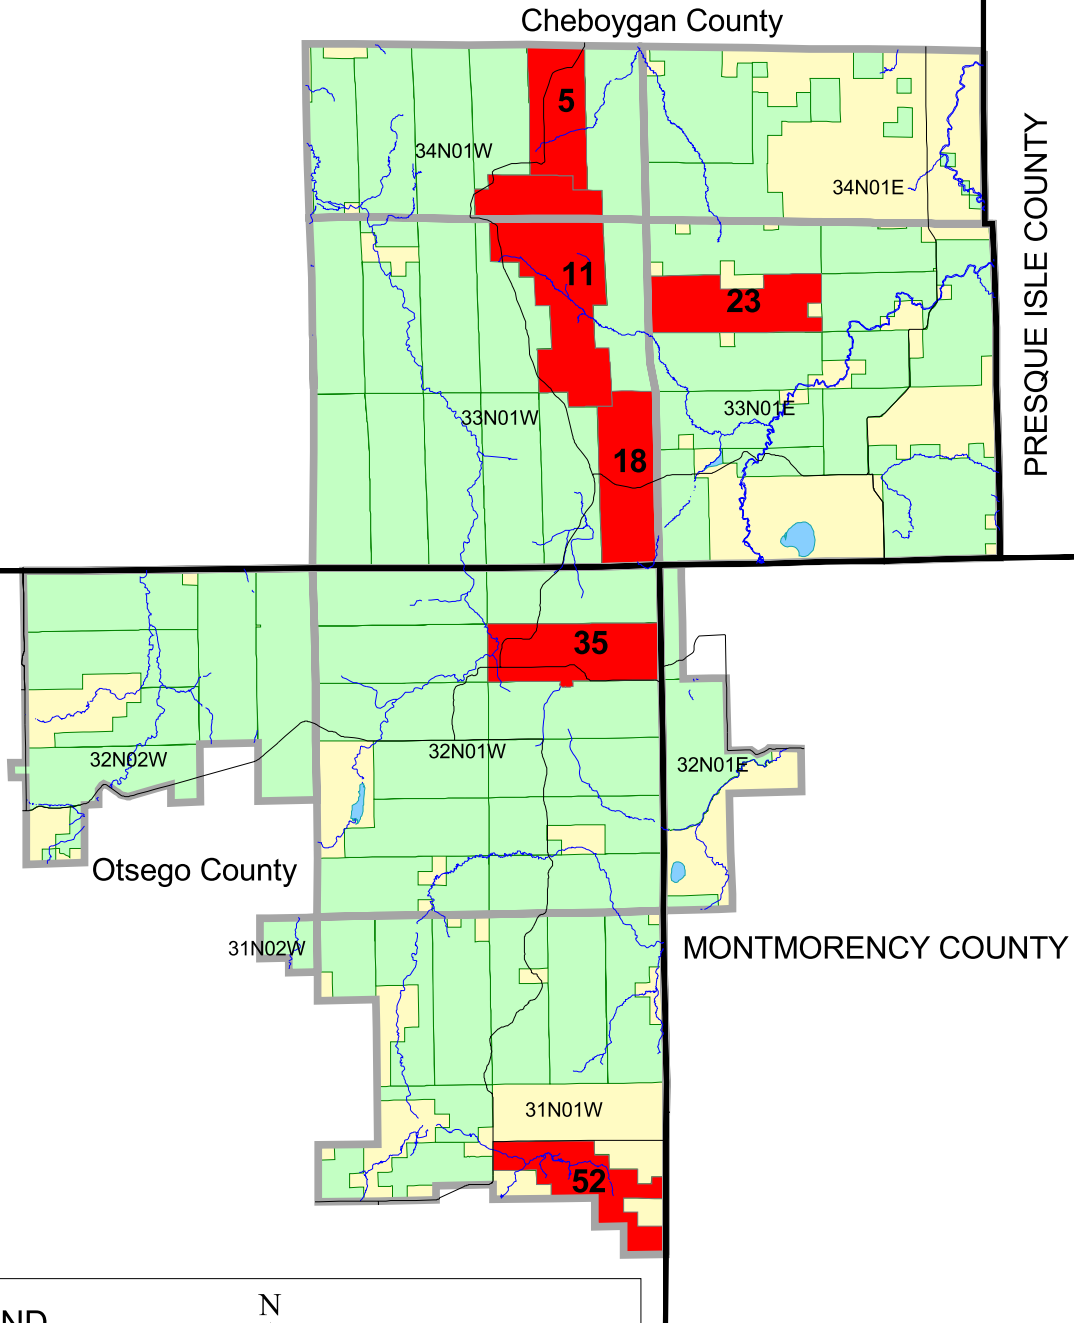 Cheboygan County
5
34N01W
34N01E
PRESQUE ISLE COUNTY
11
23
33N01W
33N01E
18
35
32N02W
32N01W
32N01E
Otsego County
31N02W
MONTMORENCY COUNTY
31N01W
52
N
ND